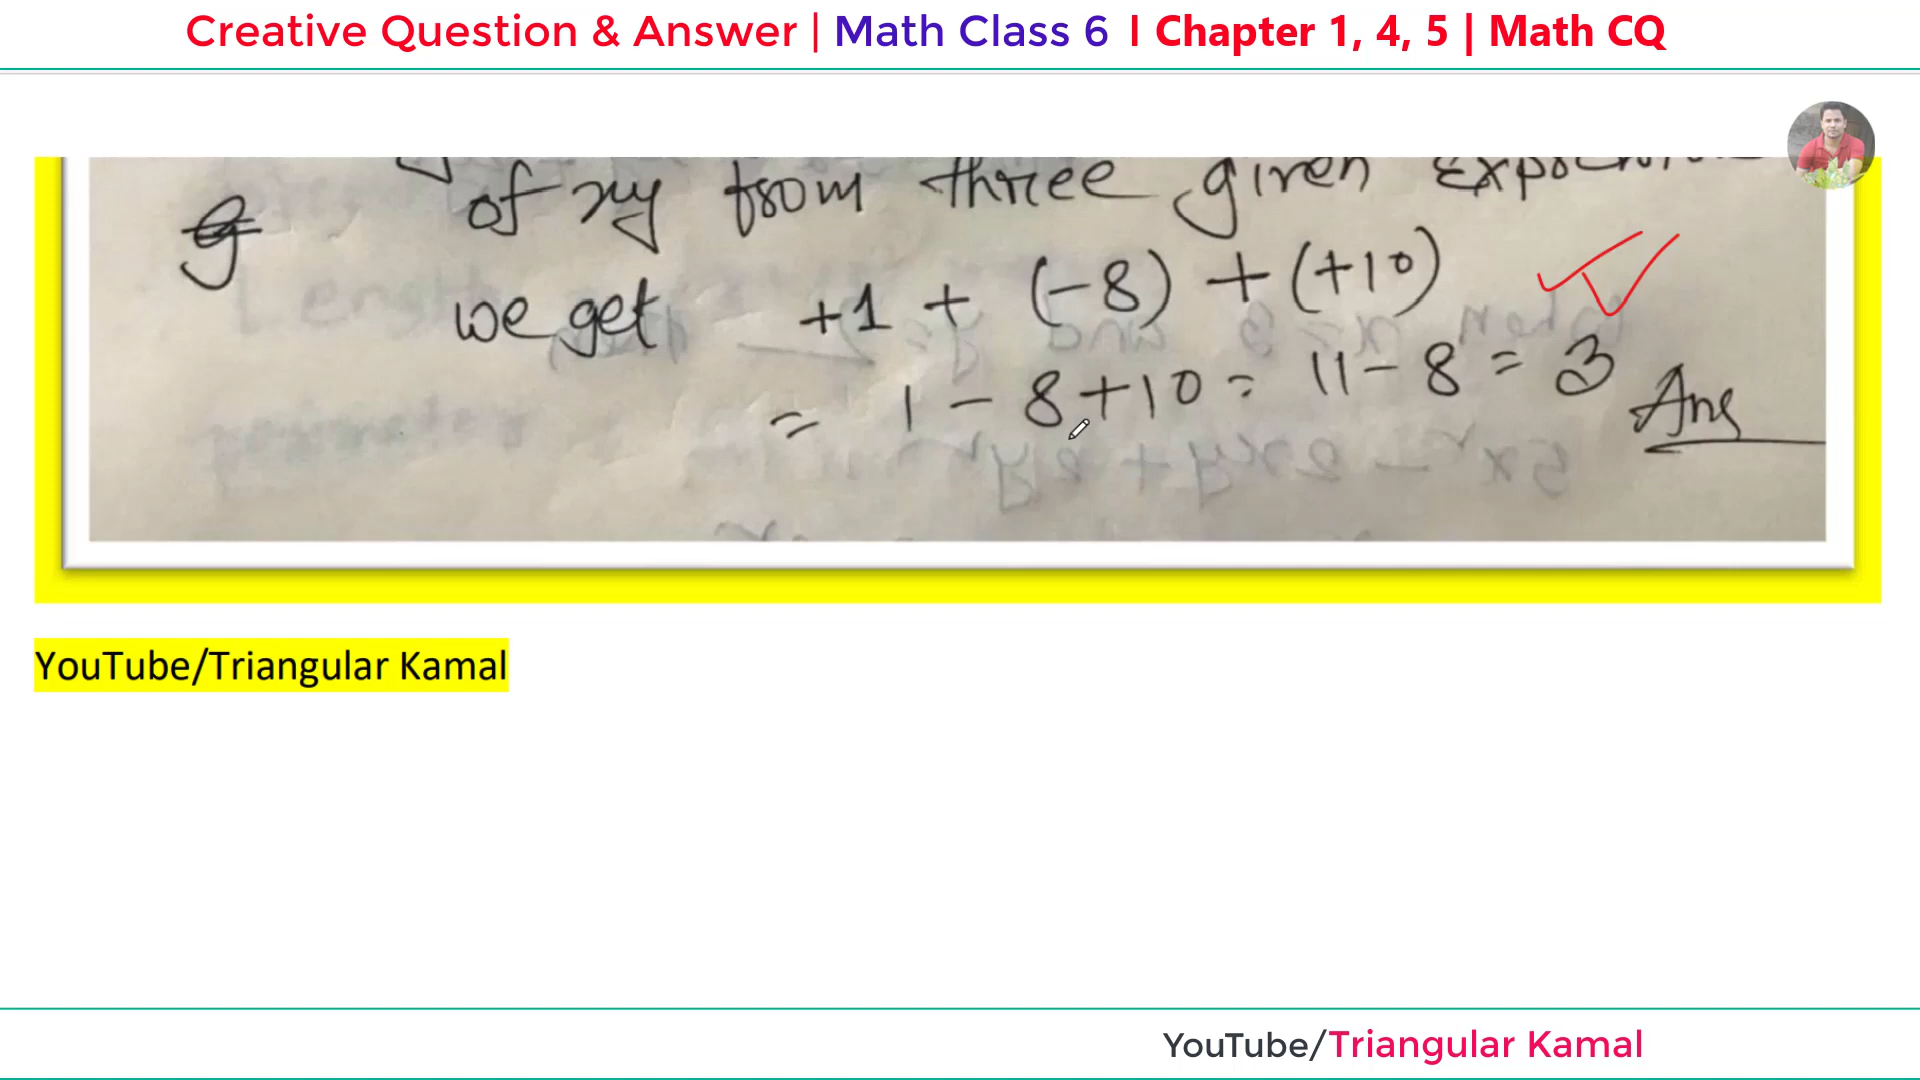 Creative Question & Answer | Math Class 6 I Chapter 1, 4, 5 | Math CQ
of xy from three given
we get +1 + (-8) + (+10)
= 1 - 8 + 10 = 11 - 8 = 3 Ans
YouTube/Triangular Kamal
YouTube/Triangular Kamal